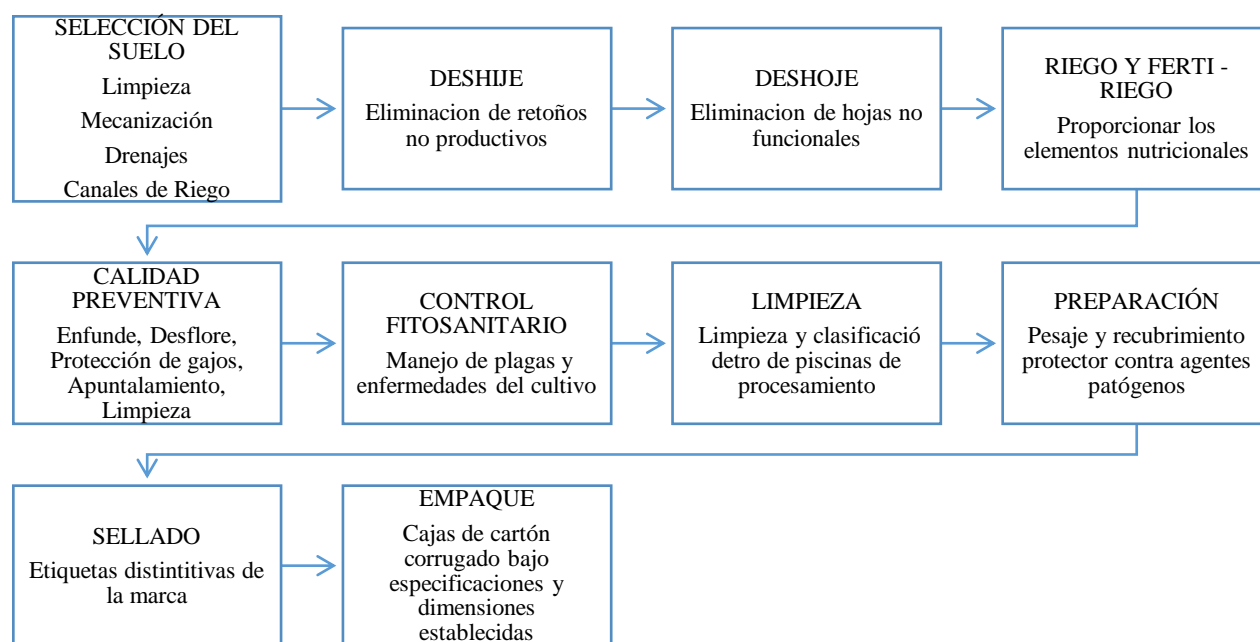 SELECCIÓN DEL
SUELO
Limpieza
Mecanización
Drenajes
Canales de Riego
DESHIJE
Eliminacion de retoños
no productivos
DESHOJE
Eliminacion de hojas no
funcionales
RIEGO Y FERTI -
RIEGO
Proporcionar los
elementos nutricionales
CALIDAD
PREVENTIVA
Enfunde, Desflore,
Protección de gajos,
Apuntalamiento,
Limpieza
CONTROL
FITOSANITARIO
Manejo de plagas y
enfermedades del cultivo
LIMPIEZA
Limpieza y clasificació
detro de piscinas de
procesamiento
PREPARACIÓN
Pesaje y recubrimiento
protector contra agentes
patógenos
SELLADO
Etiquetas distintitivas de
la marca
EMPAQUE
Cajas de cartón
corrugado bajo
especificaciones y
dimensiones
establecidas